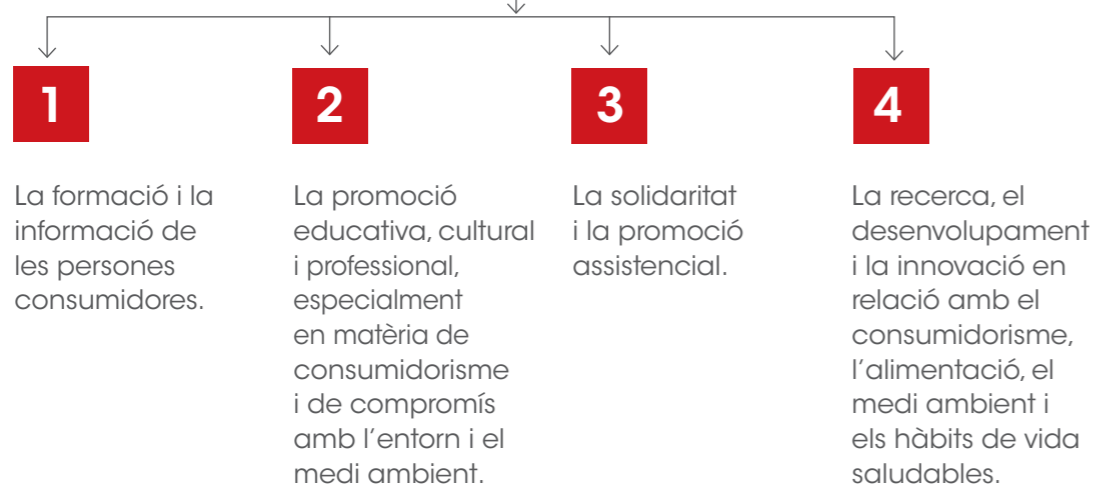 1
La formació i la
informació de
les persones
consumidores.
2
La promoció
educativa, cultural
i professional,
especialment
en matèria de
consumidorisme
i de compromís
amb l'entorn i el
medi ambient.
3
La solidaritat
i la promoció
assistencial.
4
La recerca, el
desenvolupament
i la innovació en
relació amb el
consumidorisme,
l'alimentació, el
medi ambient i
els hàbits de vida
saludables.